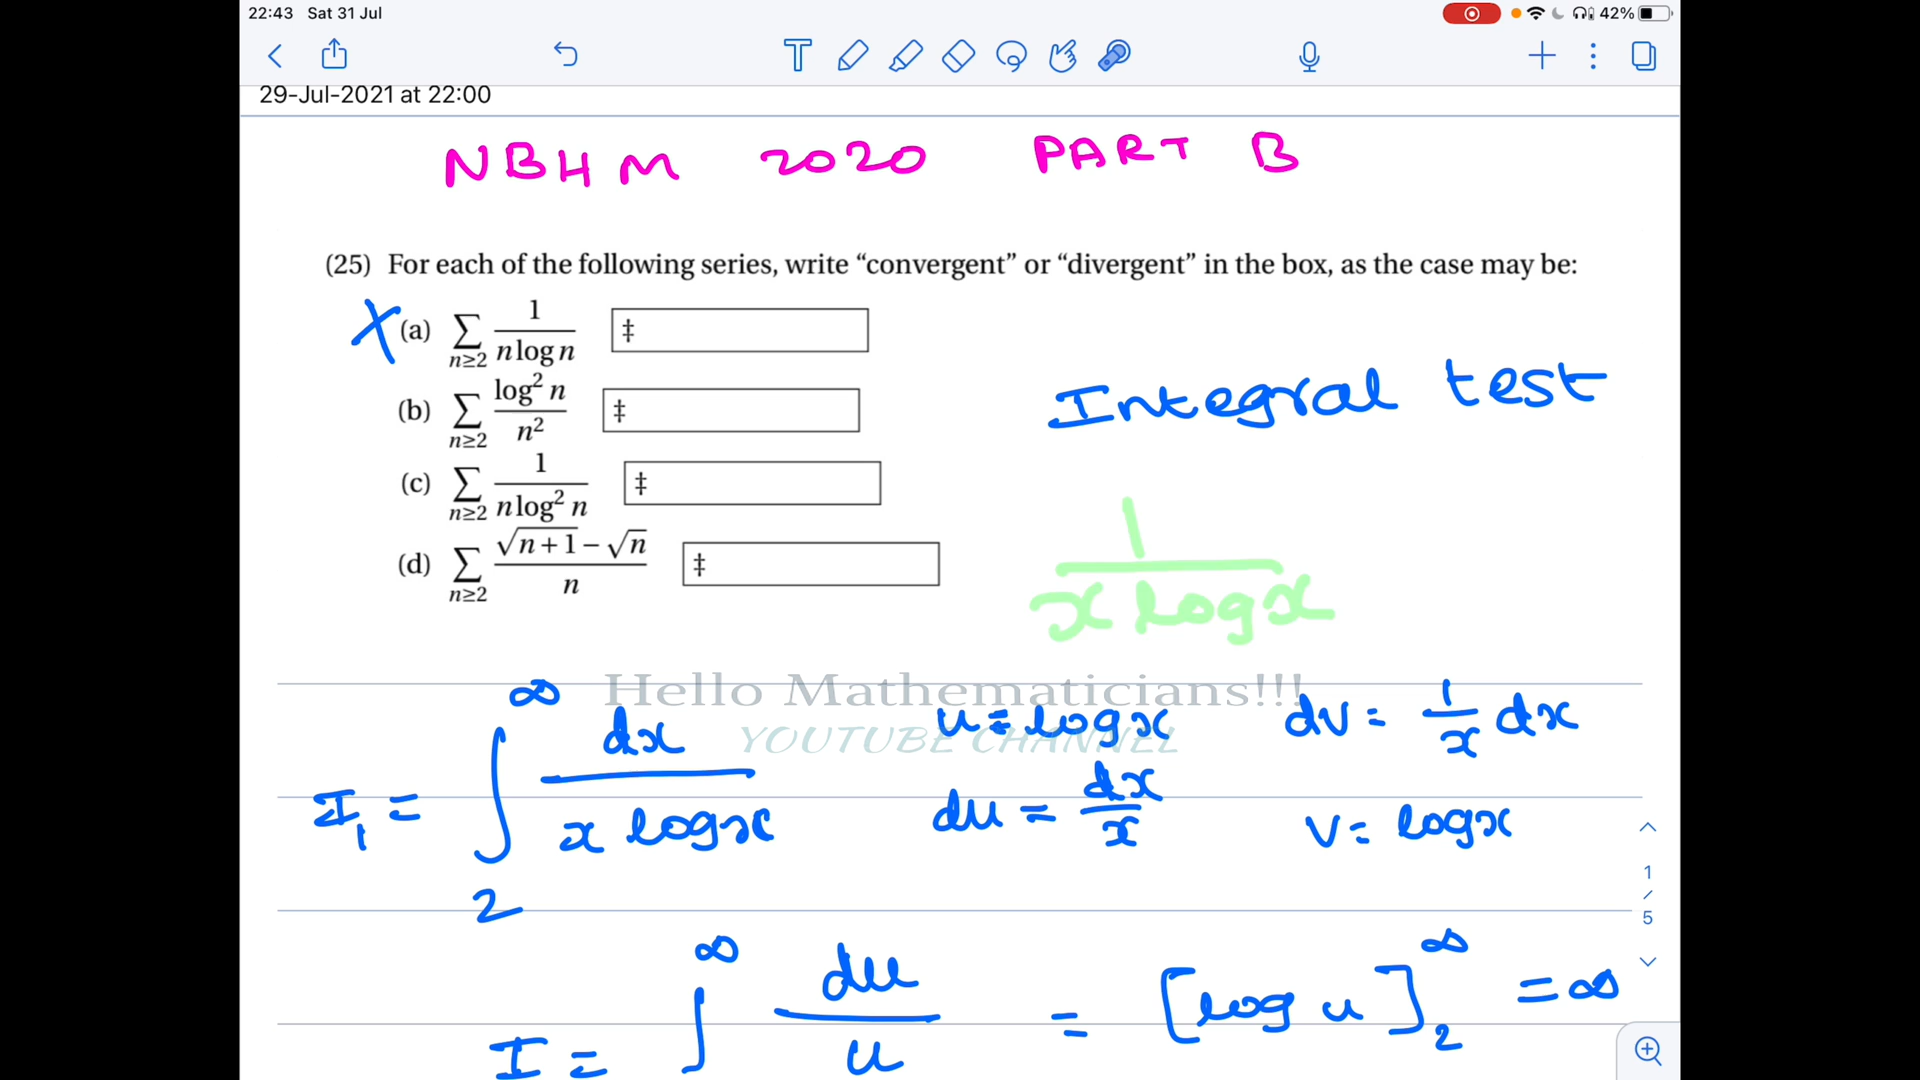 22:43 Sat 31 Jul
42%
29-Jul-2021 at 22:00
NBHM 2020 PART B
(25) For each of the following series, write “convergent” or “divergent” in the box, as the case may be:
X (a) ∑ n≥2 1 / (n log n) ‡
(b) ∑ n≥2 log² n / n² ‡
Integral test
(c) ∑ n≥2 1 / (n log² n) ‡
(d) ∑ n≥2 (√(n+1) − √n) / n ‡
1 / (x log x)
Hello Mathematicians!!!
YOUTUBE CHANNEL
I₁ = ∫₂^∞ dx / (x log x)
u = log x dv = 1/x dx
du = dx/x v = log x
1
/
5
I = ∫^∞ du / u = [log u]₂^∞ = ∞